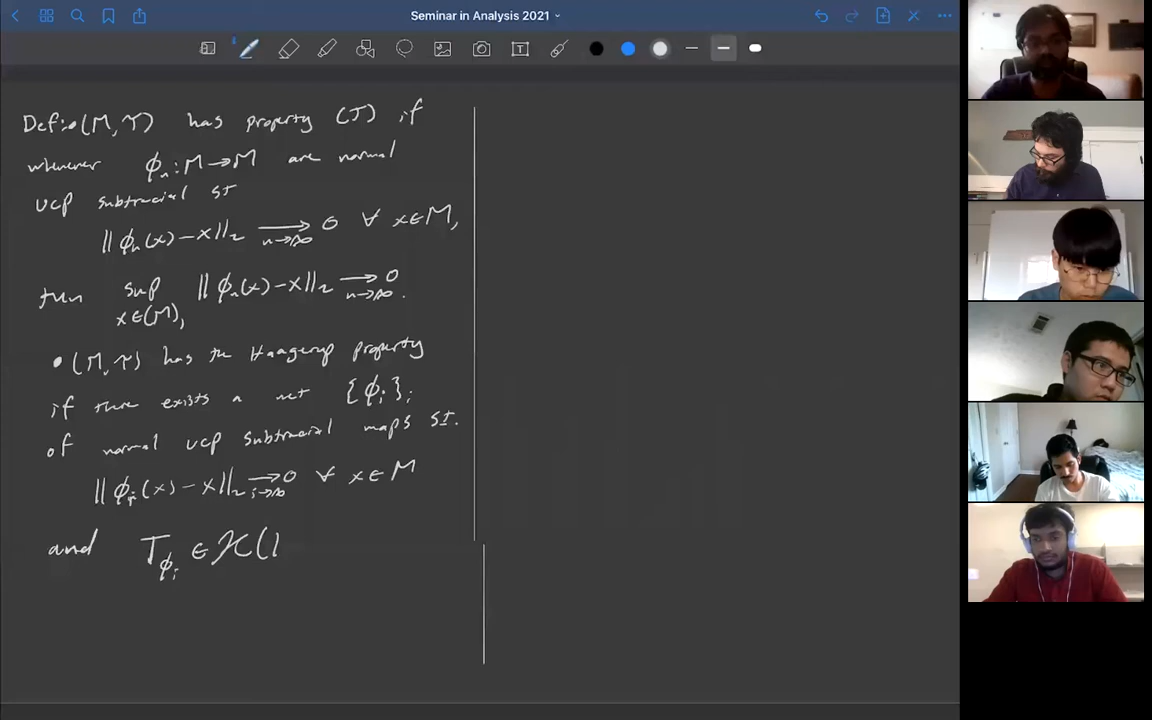 Seminar in Analysis 2021
Def: • (M, τ) has property (T) if
whenever ϕₙ : M → M are normal
ucp subtracial st
‖ϕₙ(x) − x‖₂ ⟶ 0 ∀ x ∈ M,
n→∞
then sup ‖ϕₙ(x) − x‖₂ ⟶ 0
x∈(M)₁ n→∞.
• (M, τ) has the Haagerup property
if there exists a net {ϕᵢ}ᵢ
of normal ucp subtracial maps st.
‖ϕᵢ(x) − x‖₂ ⟶ 0 ∀ x ∈ M
i→∞
and T_ϕᵢ ∈ 𝒦(l